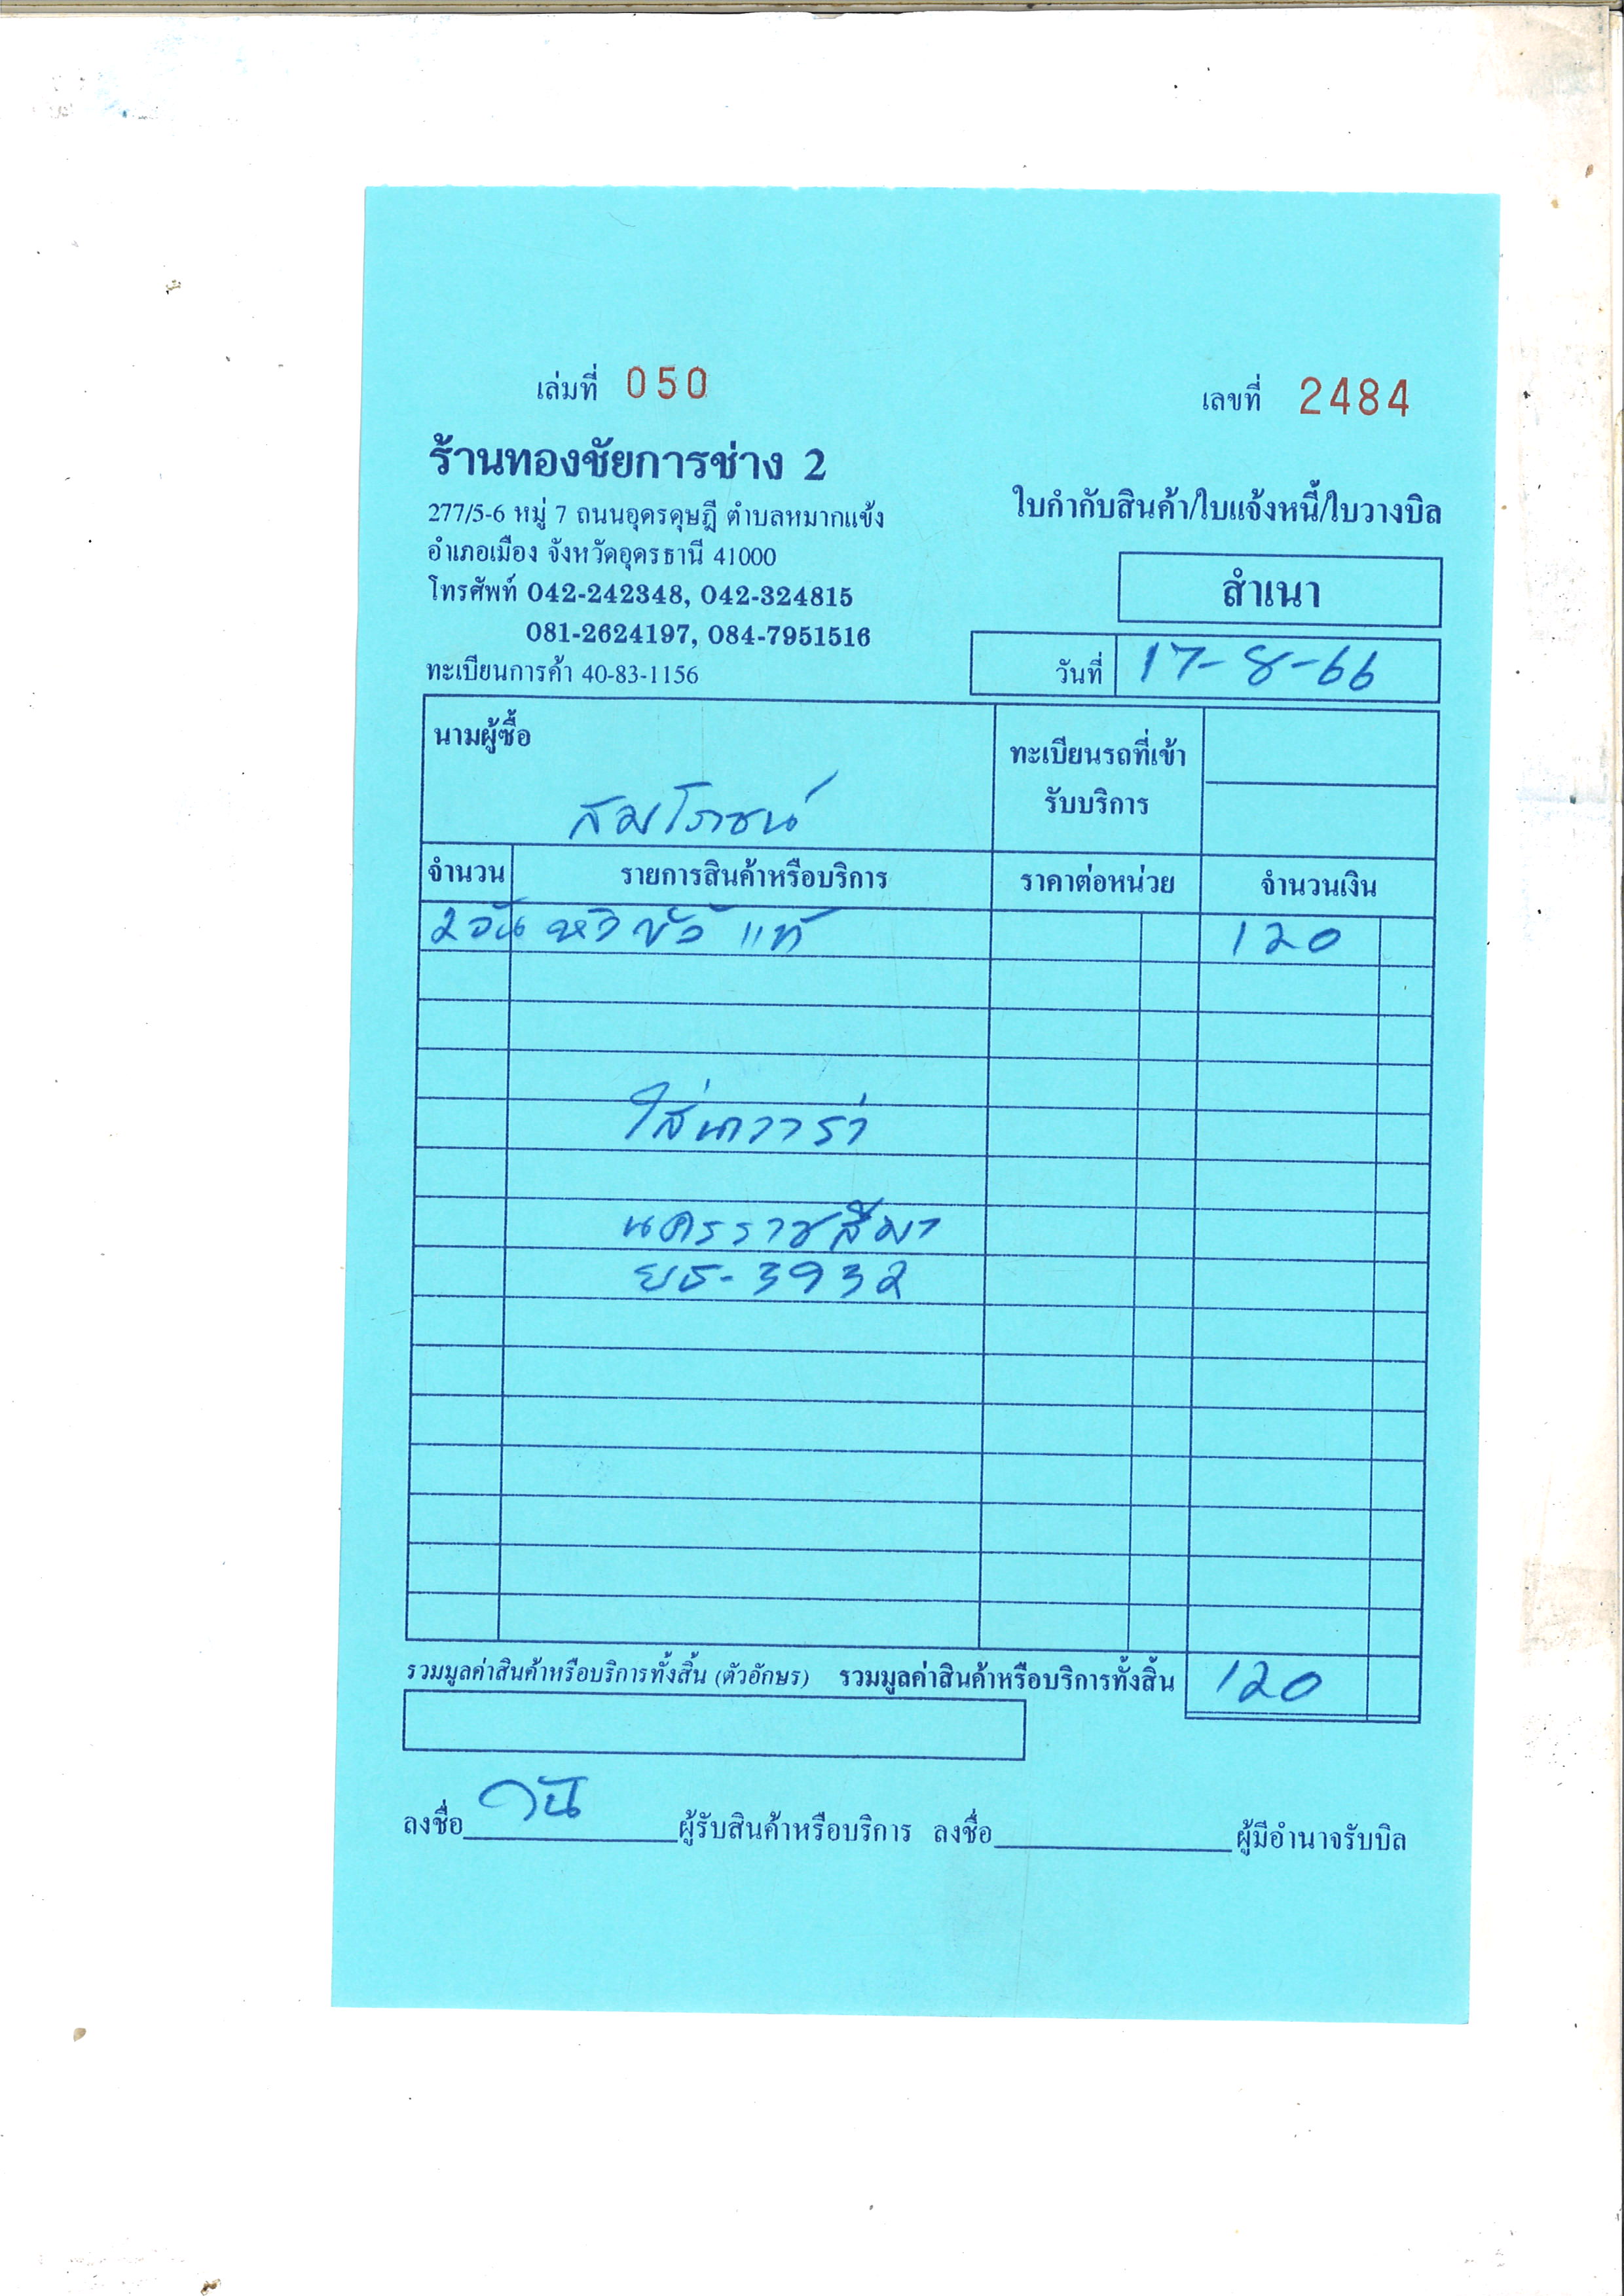 เล่มที่ 050
เลขที่ 2484
ร้านทองชัยการช่าง 2
277/5-6 หมู่ 7 ถนนอุดรดุษฎี ตำบลหมากแข้ง
อำเภอเมือง จังหวัดอุดรธานี 41000
โทรศัพท์ 042-242348, 042-324815
081-2624197, 084-7951516
ทะเบียนการค้า 40-83-1156
ใบกำกับสินค้า/ใบแจ้งหนี้/ใบวางบิล
สำเนา
วันที่ 17-8-66
นามผู้ซื้อ
สมโรจน์
ทะเบียนรถที่เข้า
รับบริการ
จำนวน รายการสินค้าหรือบริการ ราคาต่อหน่วย จำนวนเงิน
2 อัน หัว ขั้ว แท้ 120
ใส่นาวาร่า
นครราชสีมา
ยธ-3932
รวมมูลค่าสินค้าหรือบริการทั้งสิ้น (ตัวอักษร) รวมมูลค่าสินค้าหรือบริการทั้งสิ้น 120
ลงชื่อ ผู้รับสินค้าหรือบริการ ลงชื่อ ผู้มีอำนาจรับบิล